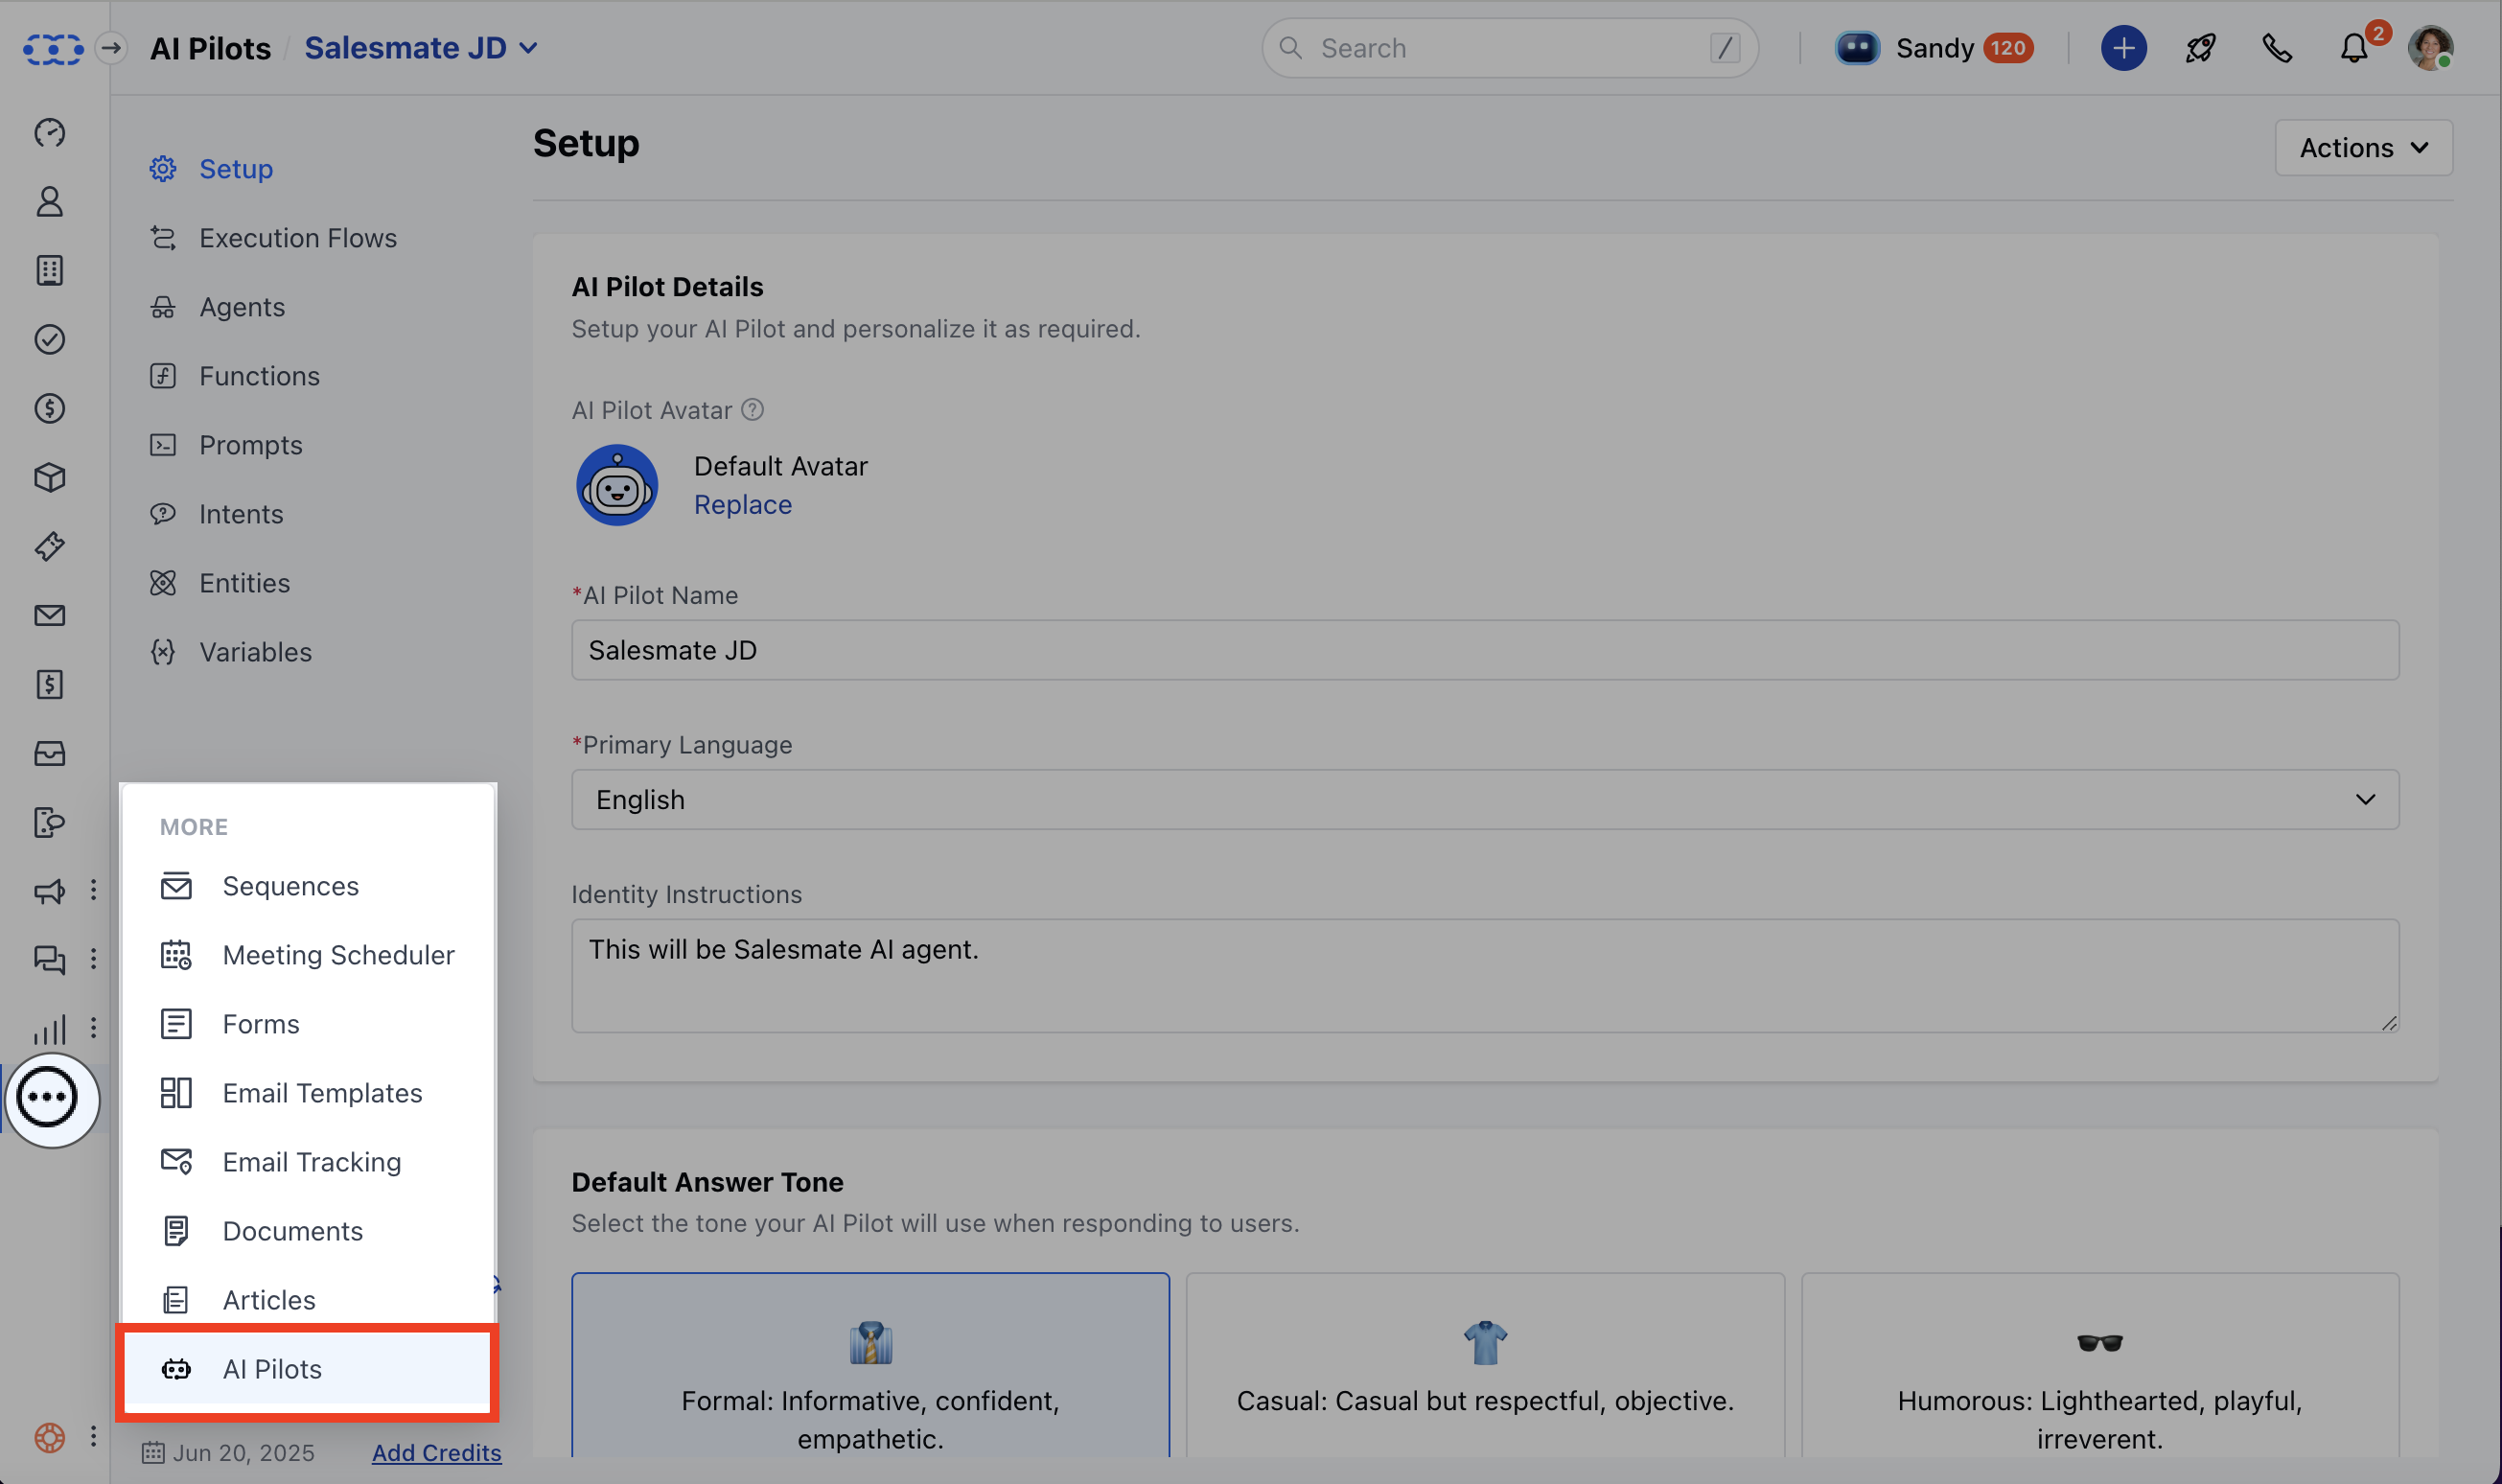 AI Pilots / Salesmate JD
Search /
Sandy 120
2
Setup
Execution Flows
Agents
Functions
Prompts
Intents
Entities
Variables
MORE
Sequences
Meeting Scheduler
Forms
Email Templates
Email Tracking
Documents
Articles
AI Pilots
Jun 20, 2025 Add Credits
Setup
Actions
AI Pilot Details
Setup your AI Pilot and personalize it as required.
AI Pilot Avatar ?
Default Avatar
Replace
*AI Pilot Name
Salesmate JD
*Primary Language
English
Identity Instructions
This will be Salesmate AI agent.
Default Answer Tone
Select the tone your AI Pilot will use when responding to users.
Formal: Informative, confident,
empathetic.
Casual: Casual but respectful, objective.
Humorous: Lighthearted, playful,
irreverent.